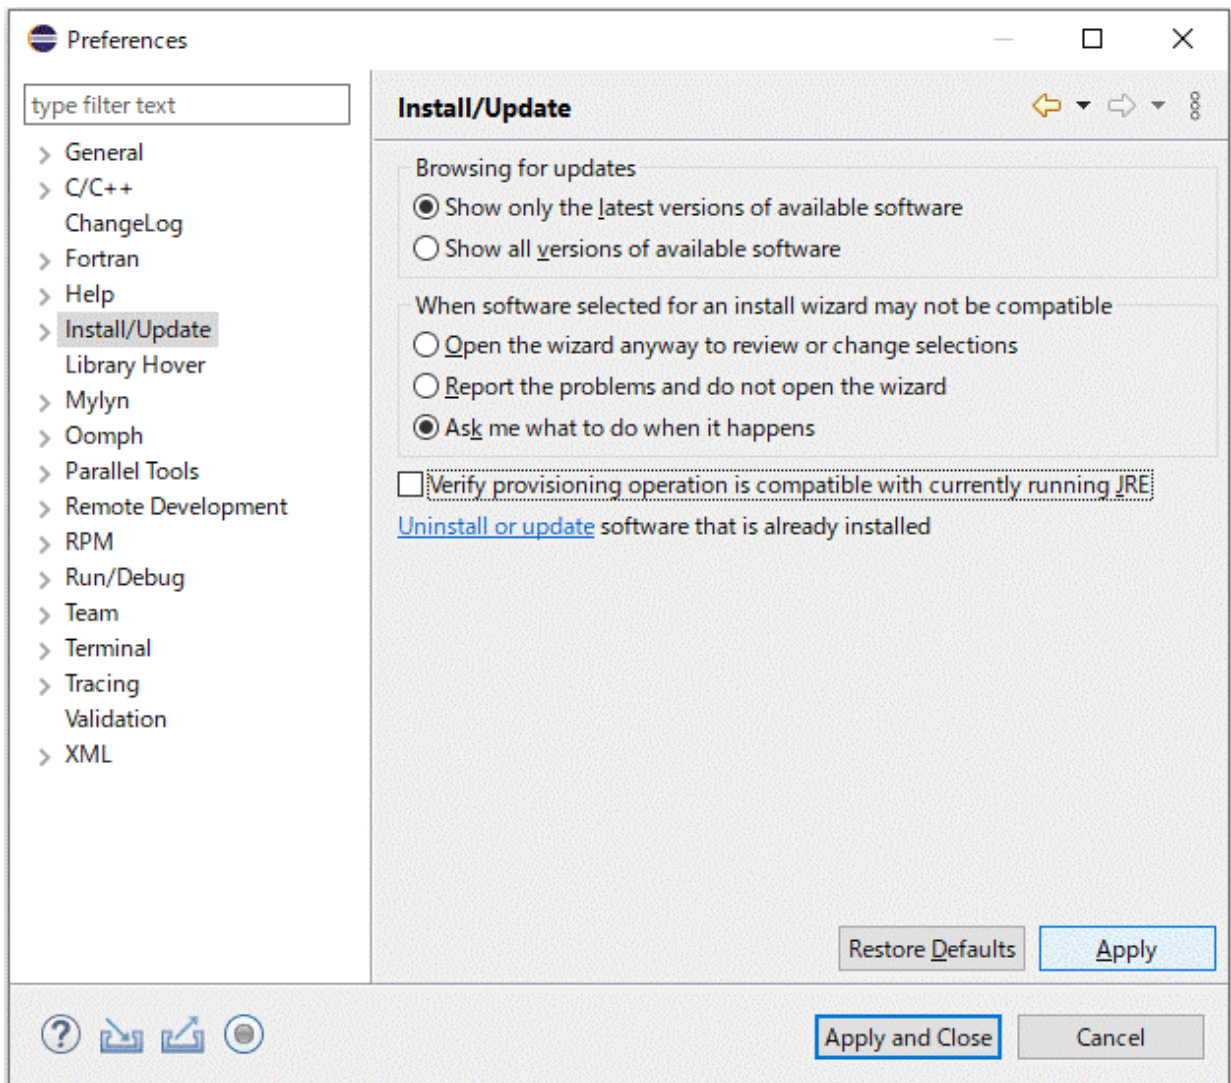 Preferences
type filter text
General
C/C++
ChangeLog
Fortran
Help
Install/Update
Library Hover
Mylyn
Oomph
Parallel Tools
Remote Development
RPM
Run/Debug
Team
Terminal
Tracing
Validation
XML
Install/Update
Browsing for updates
Show only the latest versions of available software
Show all versions of available software
When software selected for an install wizard may not be compatible
Open the wizard anyway to review or change selections
Report the problems and do not open the wizard
Ask me what to do when it happens
Verify provisioning operation is compatible with currently running JRE
Uninstall or update software that is already installed
Restore Defaults
Apply
?
Apply and Close
Cancel